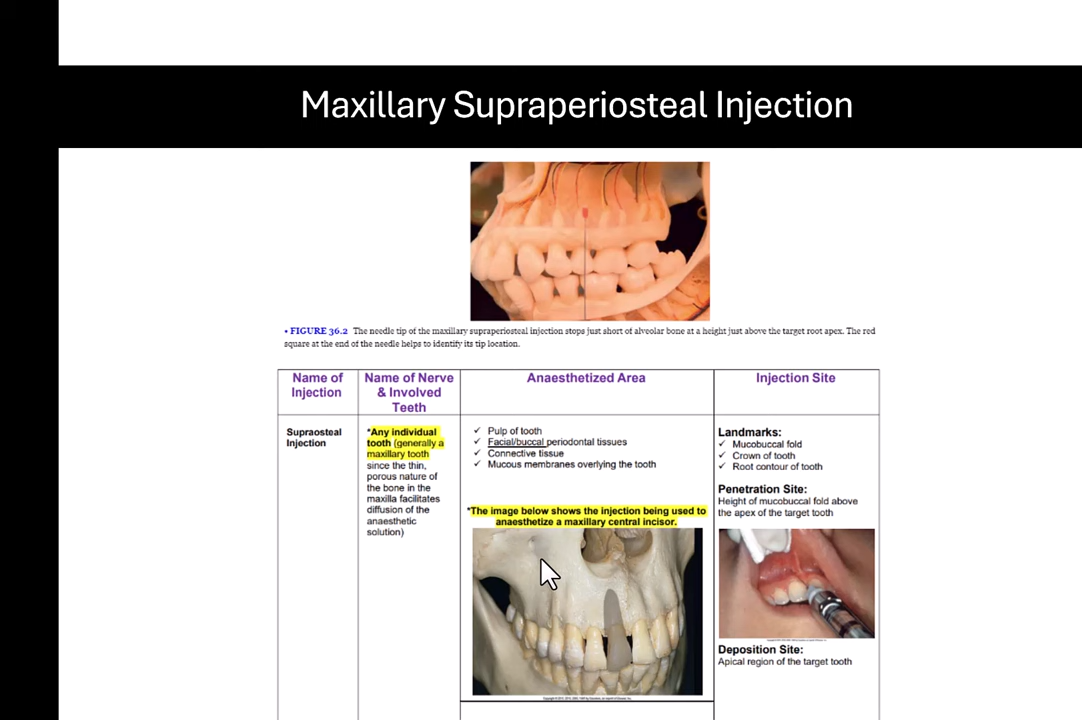 Maxillary Supraperiosteal Injection
• FIGURE 36.2 The needle tip of the maxillary supraperiosteal injection stops just short of alveolar bone at a height just above the target root apex. The red
square at the end of the needle helps to identify its tip location.
Name of
Injection
Name of Nerve
& Involved
Teeth
Anaesthetized Area
Injection Site
Supraosteal
Injection
*Any individual
tooth (generally a
maxillary tooth
since the thin,
porous nature of
the bone in the
maxilla facilitates
diffusion of the
anaesthetic
solution)
✓ Pulp of tooth
✓ Facial/buccal periodontal tissues
✓ Connective tissue
✓ Mucous membranes overlying the tooth
*The image below shows the injection being used to
anaesthetize a maxillary central incisor.
Landmarks:
✓ Mucobuccal fold
✓ Crown of tooth
✓ Root contour of tooth
Penetration Site:
Height of mucobuccal fold above
the apex of the target tooth
Deposition Site:
Apical region of the target tooth